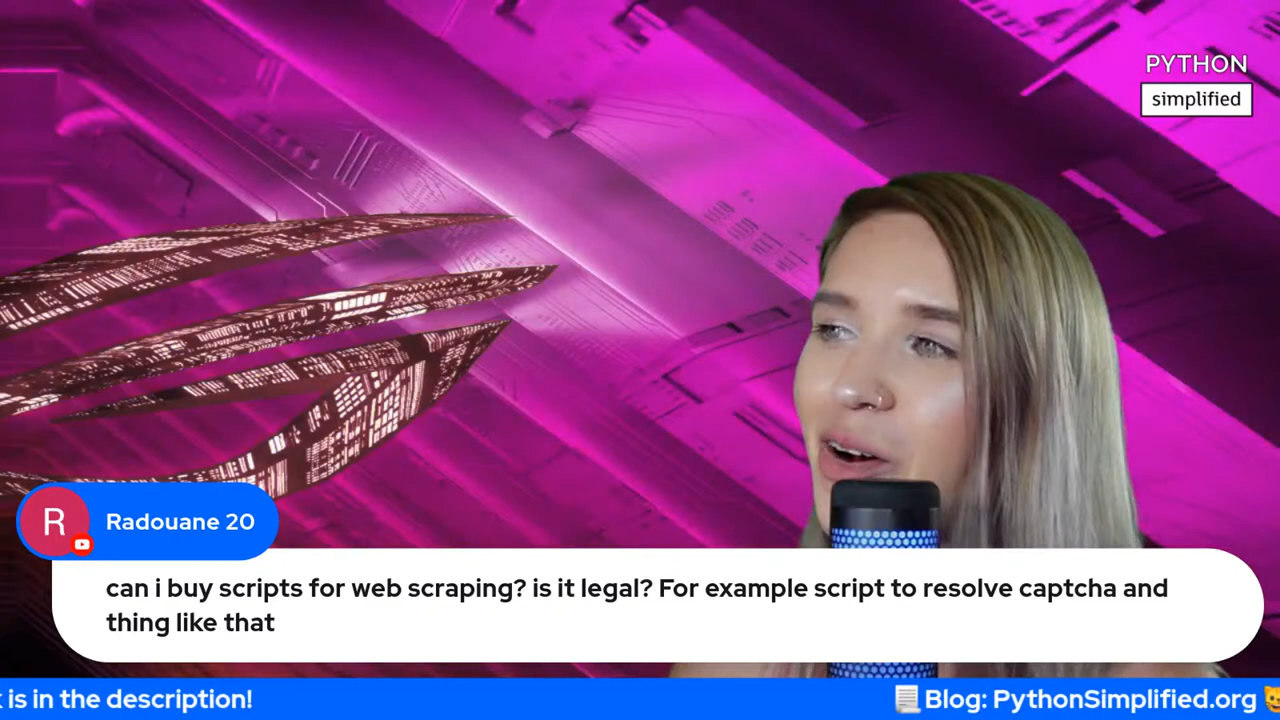 PYTHON
simplified
R
Radouane 20
can i buy scripts for web scraping? is it legal? For example script to resolve captcha and
thing like that
is in the description!
Blog: PythonSimplified.org